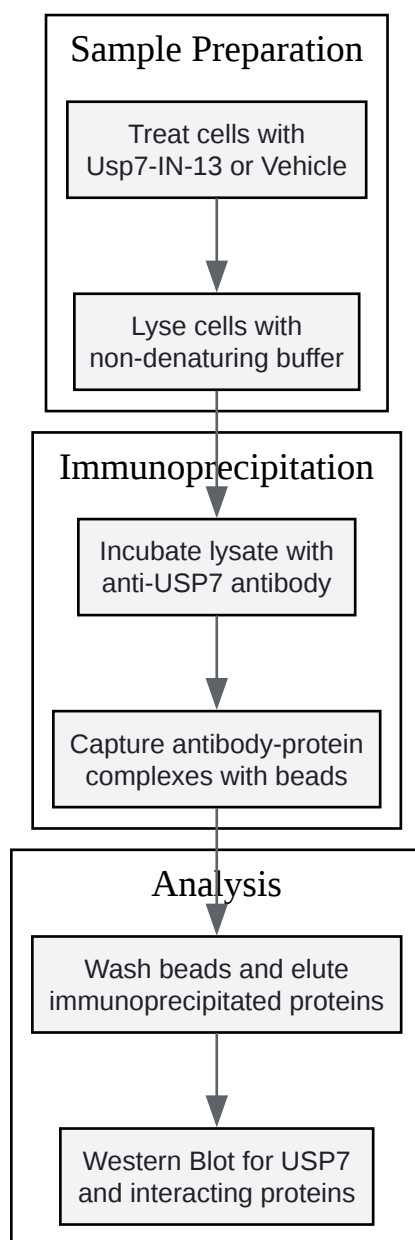 Sample Preparation
Treat cells with
Usp7-IN-13 or Vehicle
Lyse cells with
non-denaturing buffer
Immunoprecipitation
Incubate lysate with
anti-USP7 antibody
Capture antibody-protein
complexes with beads
Analysis
Wash beads and elute
immunoprecipitated proteins
Western Blot for USP7
and interacting proteins